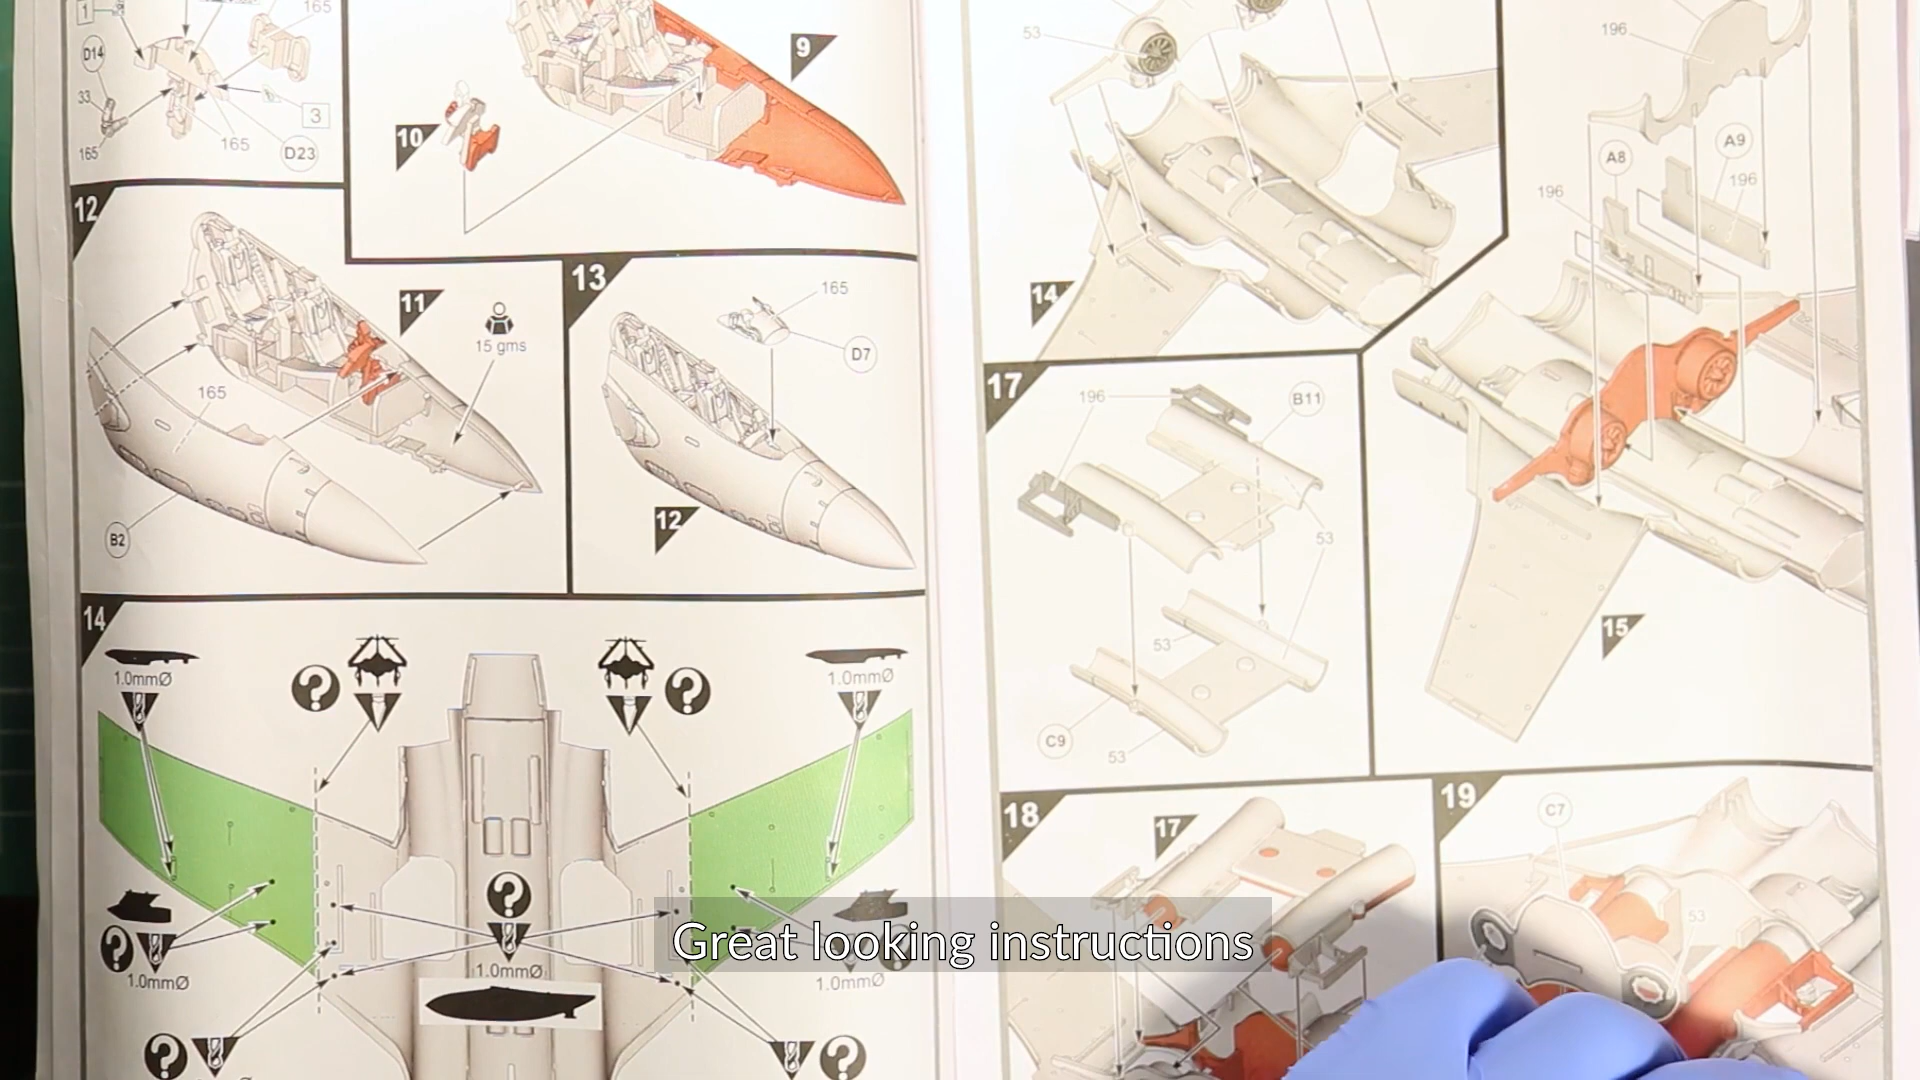 1
165
D14
33
165
165
3
D23
9
10
12
11
15 gms
165
B2
13
165
D7
12
14
1.0mmØ
?
?
1.0mmØ
?
1.0mmØ
?
1.0mmØ
1.0mmØ
?
?
53
14
196
A8
A9
196
196
15
17
196
B11
53
53
C9
53
18
17
19
C7
53
Great looking instructions